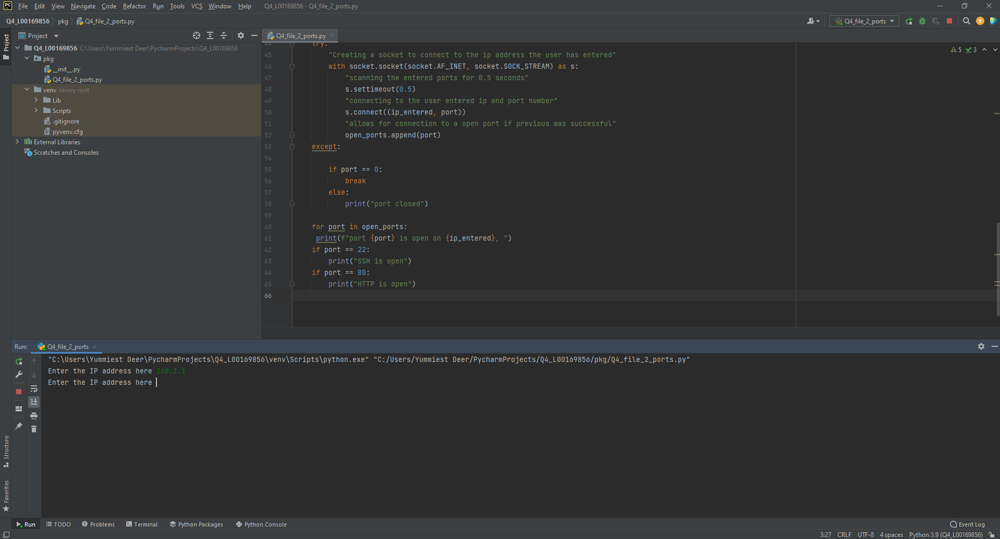 PC File Edit View Navigate Code Refactor Run Tools VCS Window Help Q4_L00169856 - Q4_file_2_ports.py
Q4_L00169856 pkg Q4_file_2_ports.py Q4_file_2_ports
Project
Project
Q4_file_2_ports.py
Q4_L00169856 C:\Users\Yummiest Deer\PycharmProjects\Q4_L00169856
pkg
__init__.py
Q4_file_2_ports.py
venv library root
Lib
Scripts
.gitignore
pyvenv.cfg
External Libraries
Scratches and Consoles
5 3
44 try:
45 "Creating a socket to connect to the ip address the user has entered"
46 with socket.socket(socket.AF_INET, socket.SOCK_STREAM) as s:
47 "scanning the entered ports for 0.5 seconds"
48 s.settimeout(0.5)
49 "connecting to the user entered ip and port number"
50 s.connect((ip_entered, port))
51 "allows for connection to a open port if previous was successful"
52 open_ports.append(port)
53 except:
54
55 if port == 0:
56 break
57 else:
58 print("port closed")
59
60 for port in open_ports:
61 print(f"port {port} is open on {ip_entered}, ")
62 if port == 22:
63 print("SSH is open")
64 if port == 80:
65 print("HTTP is open")
66
Run: Q4_file_2_ports
"C:\Users\Yummiest Deer\PycharmProjects\Q4_L00169856\venv\Scripts\python.exe" "C:/Users/Yummiest Deer/PycharmProjects/Q4_L00169856/pkg/Q4_file_2_ports.py"
Enter the IP address here 168.1.1
Enter the IP address here
Structure
Favorites
Run TODO Problems Terminal Python Packages Python Console Event Log
3:27 CRLF UTF-8 4 spaces Python 3.9 (Q4_L00169856)